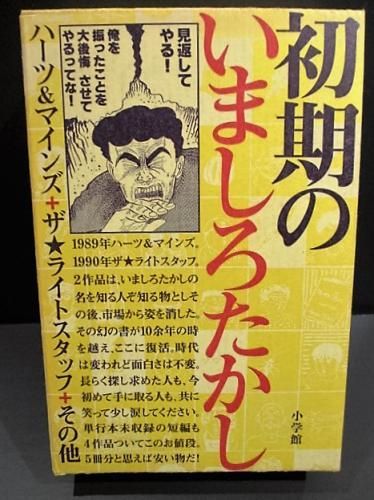 初期の
いましろたかし
見返して
やる！
俺を
振ったことを
大後悔 させて
やるってな！
ハーツ&マインズ+ザ★ライトスタッフ+その他
1989年ハーツ&マインズ。
1990年ザ★ライトスタッフ。
2作品は、いましろたかしの
名を知る人ぞ知る物としそ
の後、市場から姿を消した。
その幻の書が10余年の時
を越え、ここに復活。時代
は変われど面白さは不変。
長らく探し求めた人も、今
初めて手に取る人も、共に
笑って少し涙してください。
単行本未収録の短編も
4作品ついてこのお値段。
5冊分と思えば安い物だ！
小学館